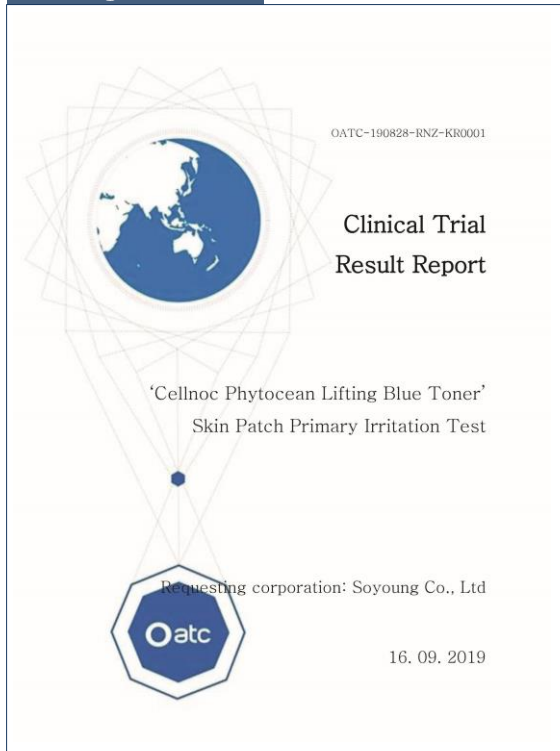 OATC-190828-RNZ-KR0001
Clinical Trial
Result Report
‘Cellnoc Phytocean Lifting Blue Toner’
Skin Patch Primary Irritation Test
Requesting corporation: Soyoung Co., Ltd
Oatc
16. 09. 2019